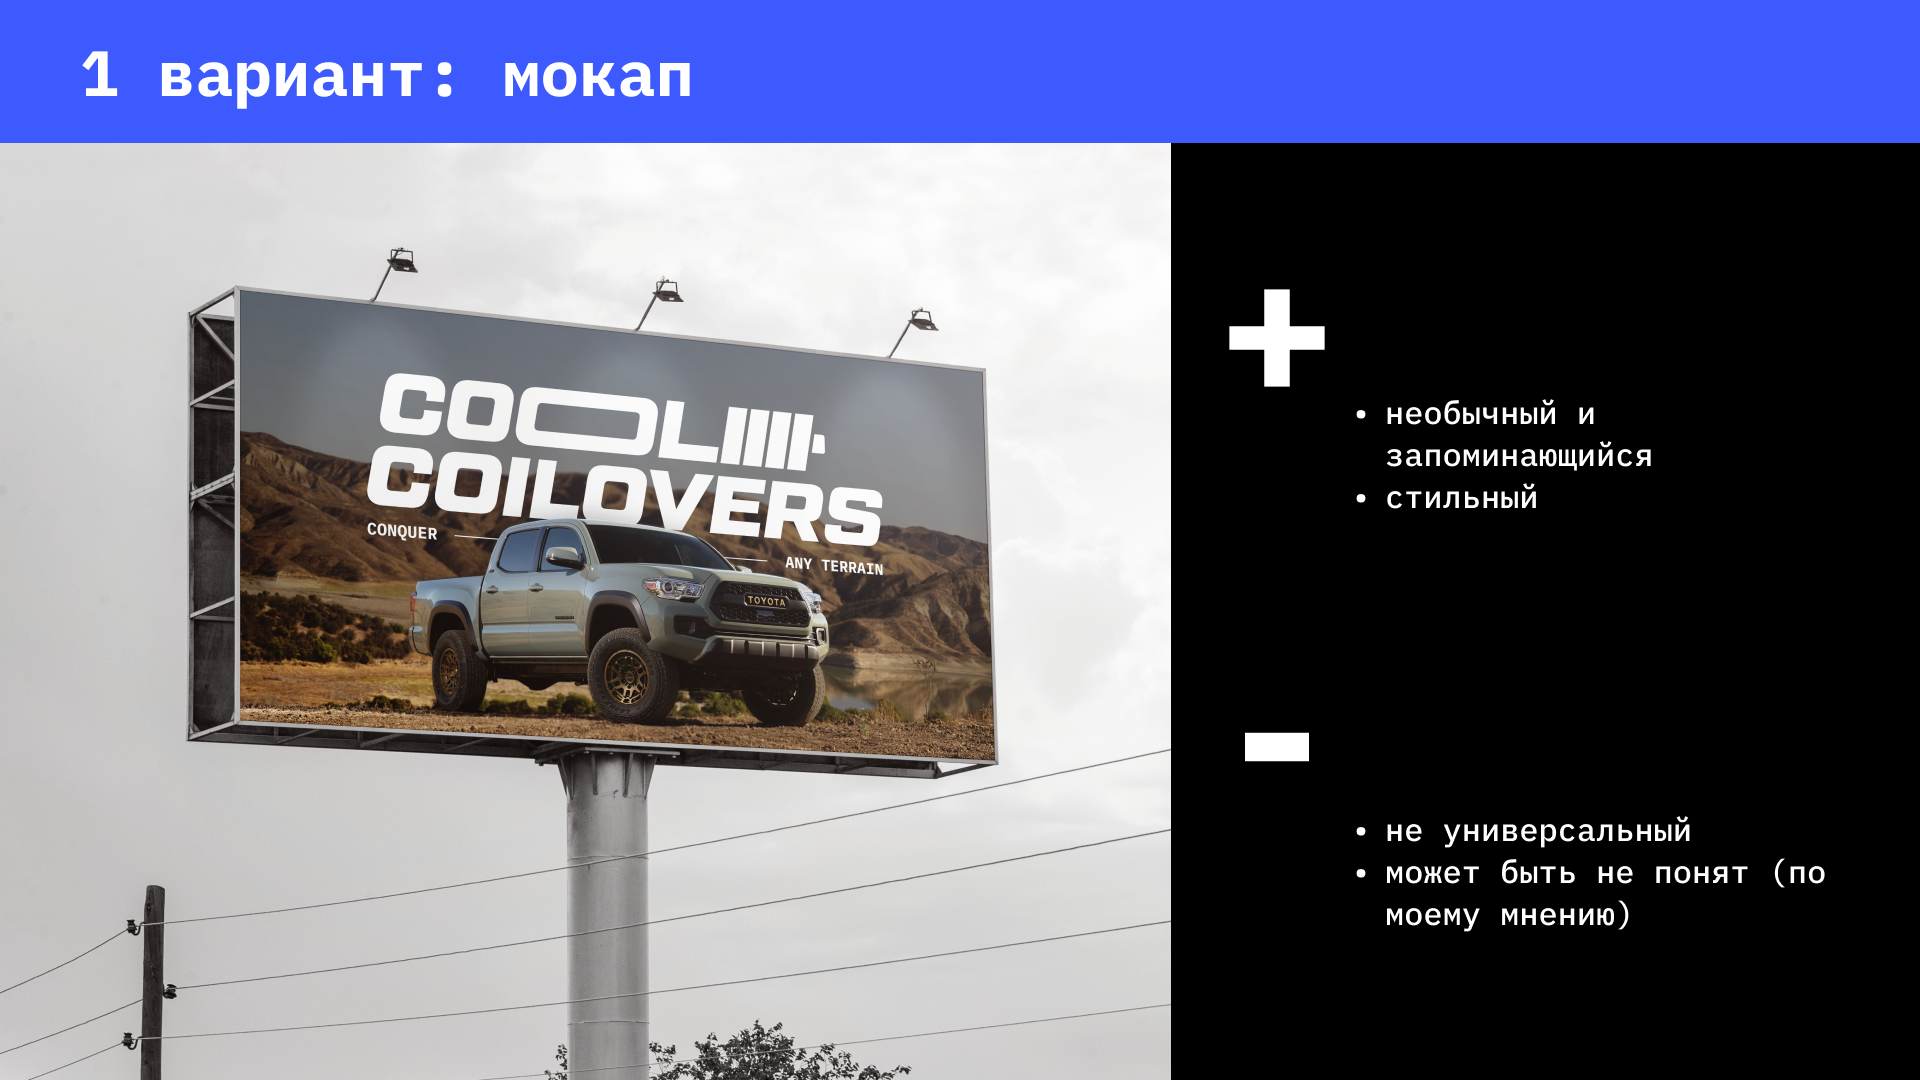 1 вариант: мокап
COOL
COILOVERS
CONQUER
ANY TERRAIN
TOYOTA
+
• необычный и
запоминающийся
• стильный
-
• не универсальный
• может быть не понят (по
моему мнению)